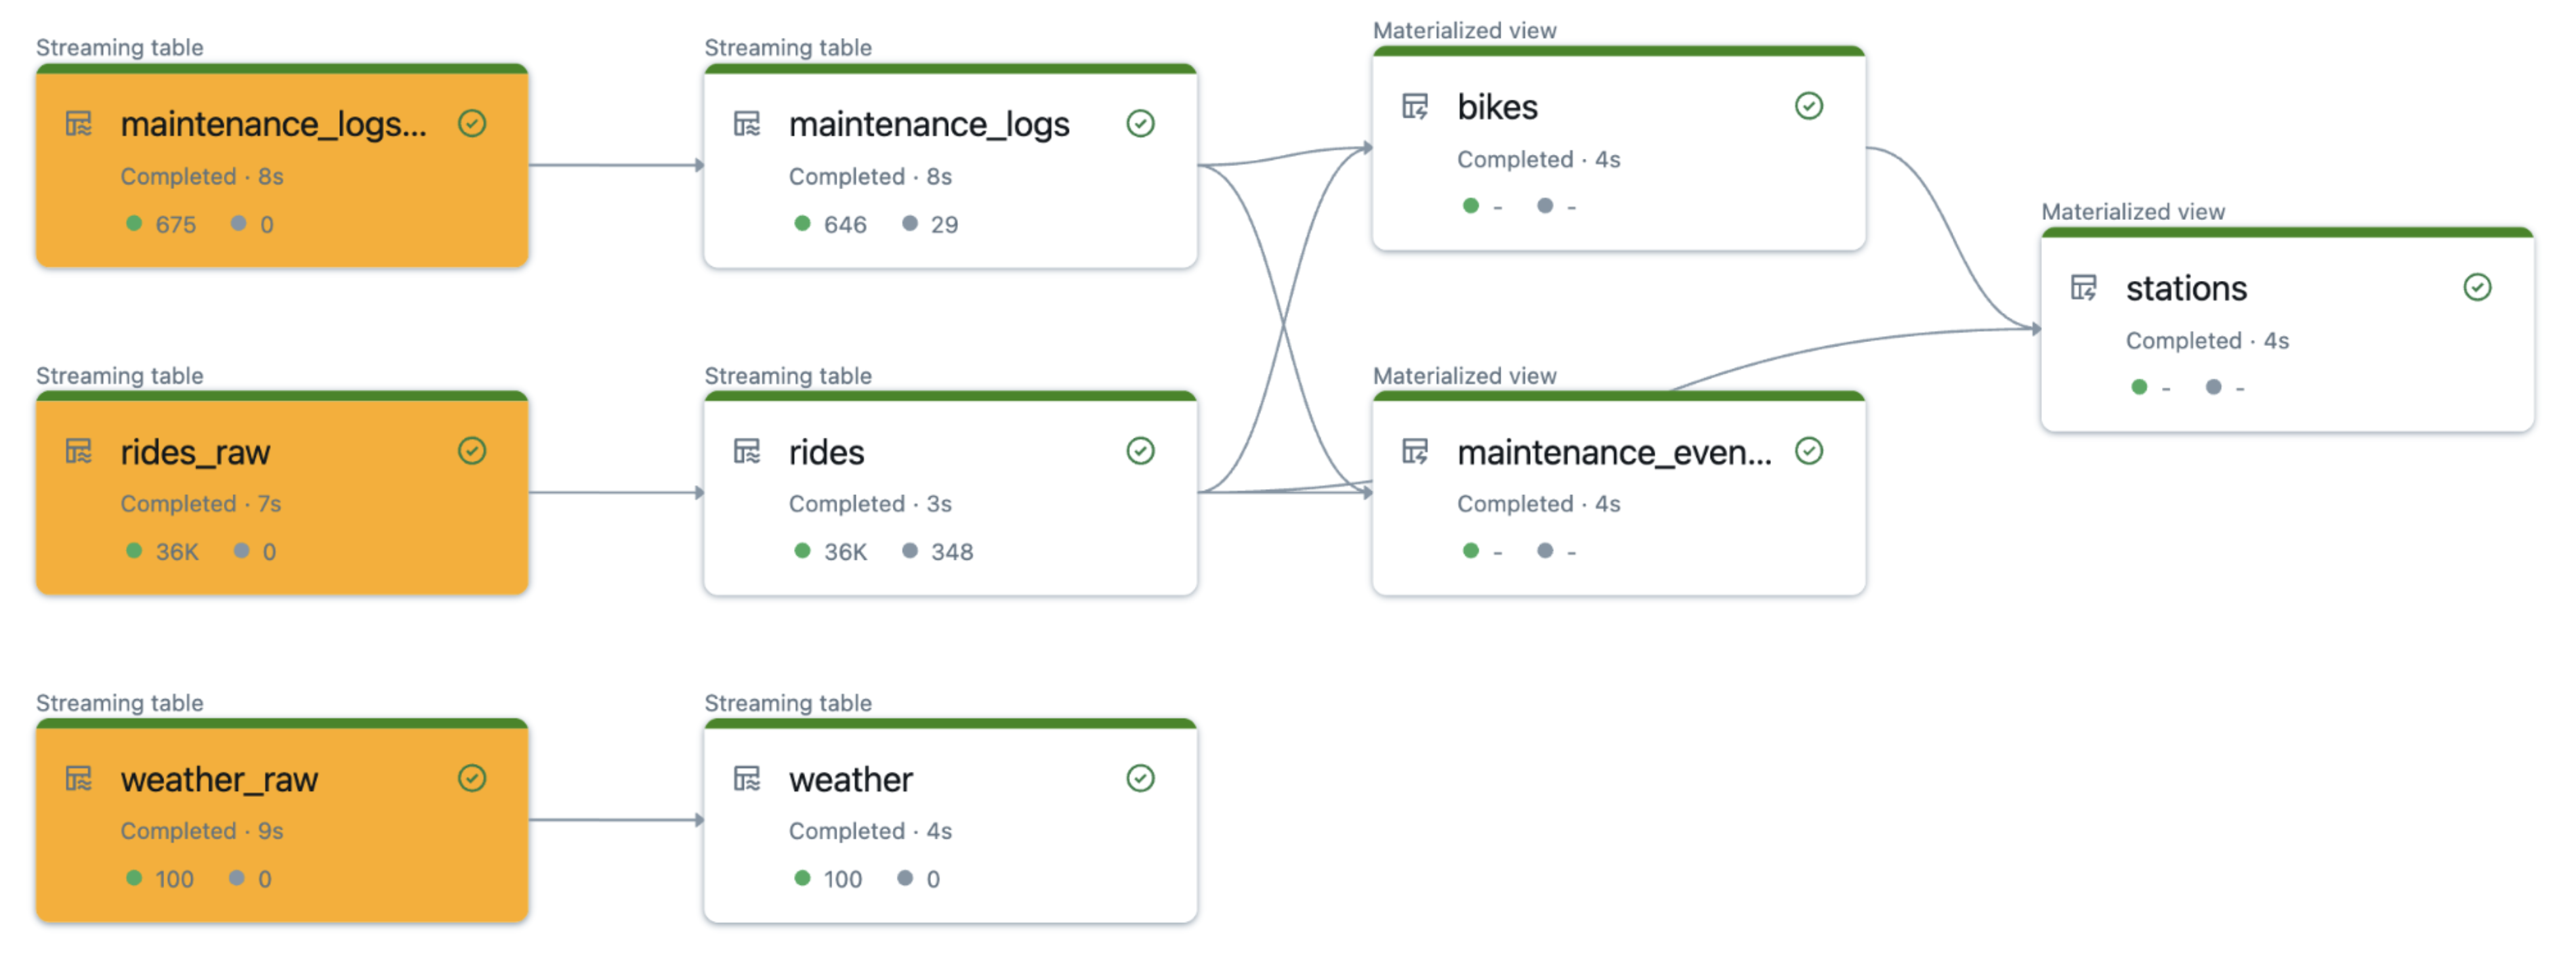 Streaming table
maintenance_logs...
Completed · 8s
675 0
Streaming table
maintenance_logs
Completed · 8s
646 29
Materialized view
bikes
Completed · 4s
- -
Materialized view
stations
Completed · 4s
- -
Streaming table
rides_raw
Completed · 7s
36K 0
Streaming table
rides
Completed · 3s
36K 348
Materialized view
maintenance_even...
Completed · 4s
- -
Streaming table
weather_raw
Completed · 9s
100 0
Streaming table
weather
Completed · 4s
100 0